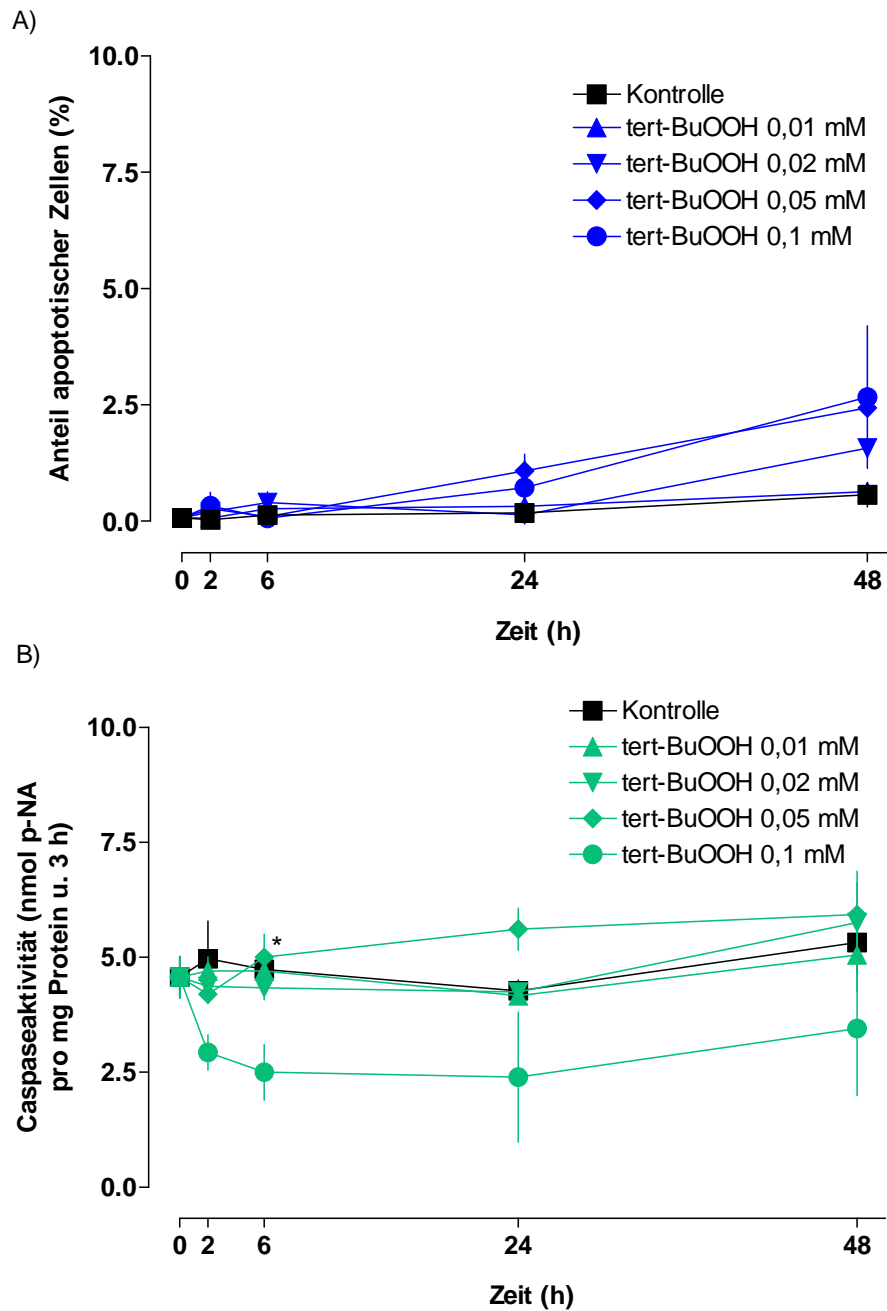 A)
Anteil apoptotischer Zellen (%)
10.0
7.5
5.0
2.5
0.0
Kontrolle
tert-BuOOH 0,01 mM
tert-BuOOH 0,02 mM
tert-BuOOH 0,05 mM
tert-BuOOH 0,1 mM
0 2 6 24 48
Zeit (h)
B)
Caspaseaktivität (nmol p-NA
pro mg Protein u. 3 h)
10.0
7.5
5.0
2.5
0.0
Kontrolle
tert-BuOOH 0,01 mM
tert-BuOOH 0,02 mM
tert-BuOOH 0,05 mM
tert-BuOOH 0,1 mM
*
0 2 6 24 48
Zeit (h)